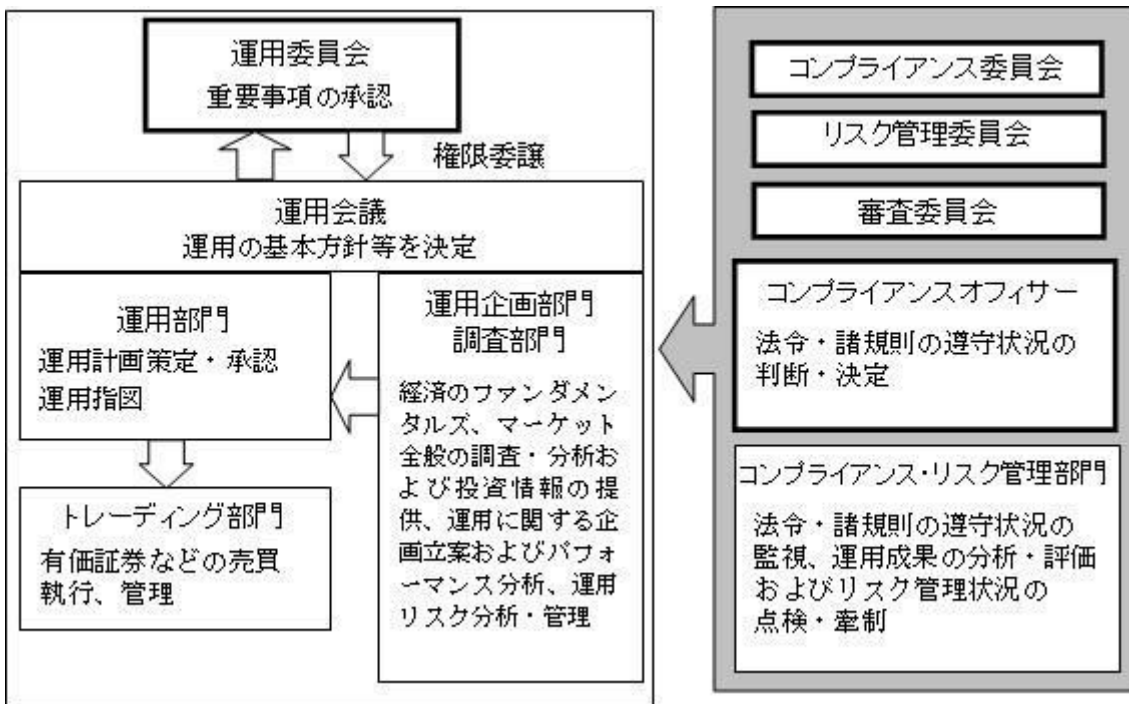 運用委員会
重要事項の承認
権限委譲
運用会議
運用の基本方針等を決定
運用部門
運用計画策定・承認
運用指図
トレーディング部門
有価証券などの売買
執行、管理
運用企画部門
調査部門
経済のファンダメン
タルズ、マーケット
全般の調査・分析お
よび投資情報の提
供、運用に関する企
画立案およびパフォ
ーマンス分析、運用
リスク分析・管理
コンプライアンス委員会
リスク管理委員会
審査委員会
コンプライアンスオフィサー
法令・諸規則の遵守状況の
判断・決定
コンプライアンス・リスク管理部門
法令・諸規則の遵守状況の
監視、運用成果の分析・評価
およびリスク管理状況の
点検・牽制